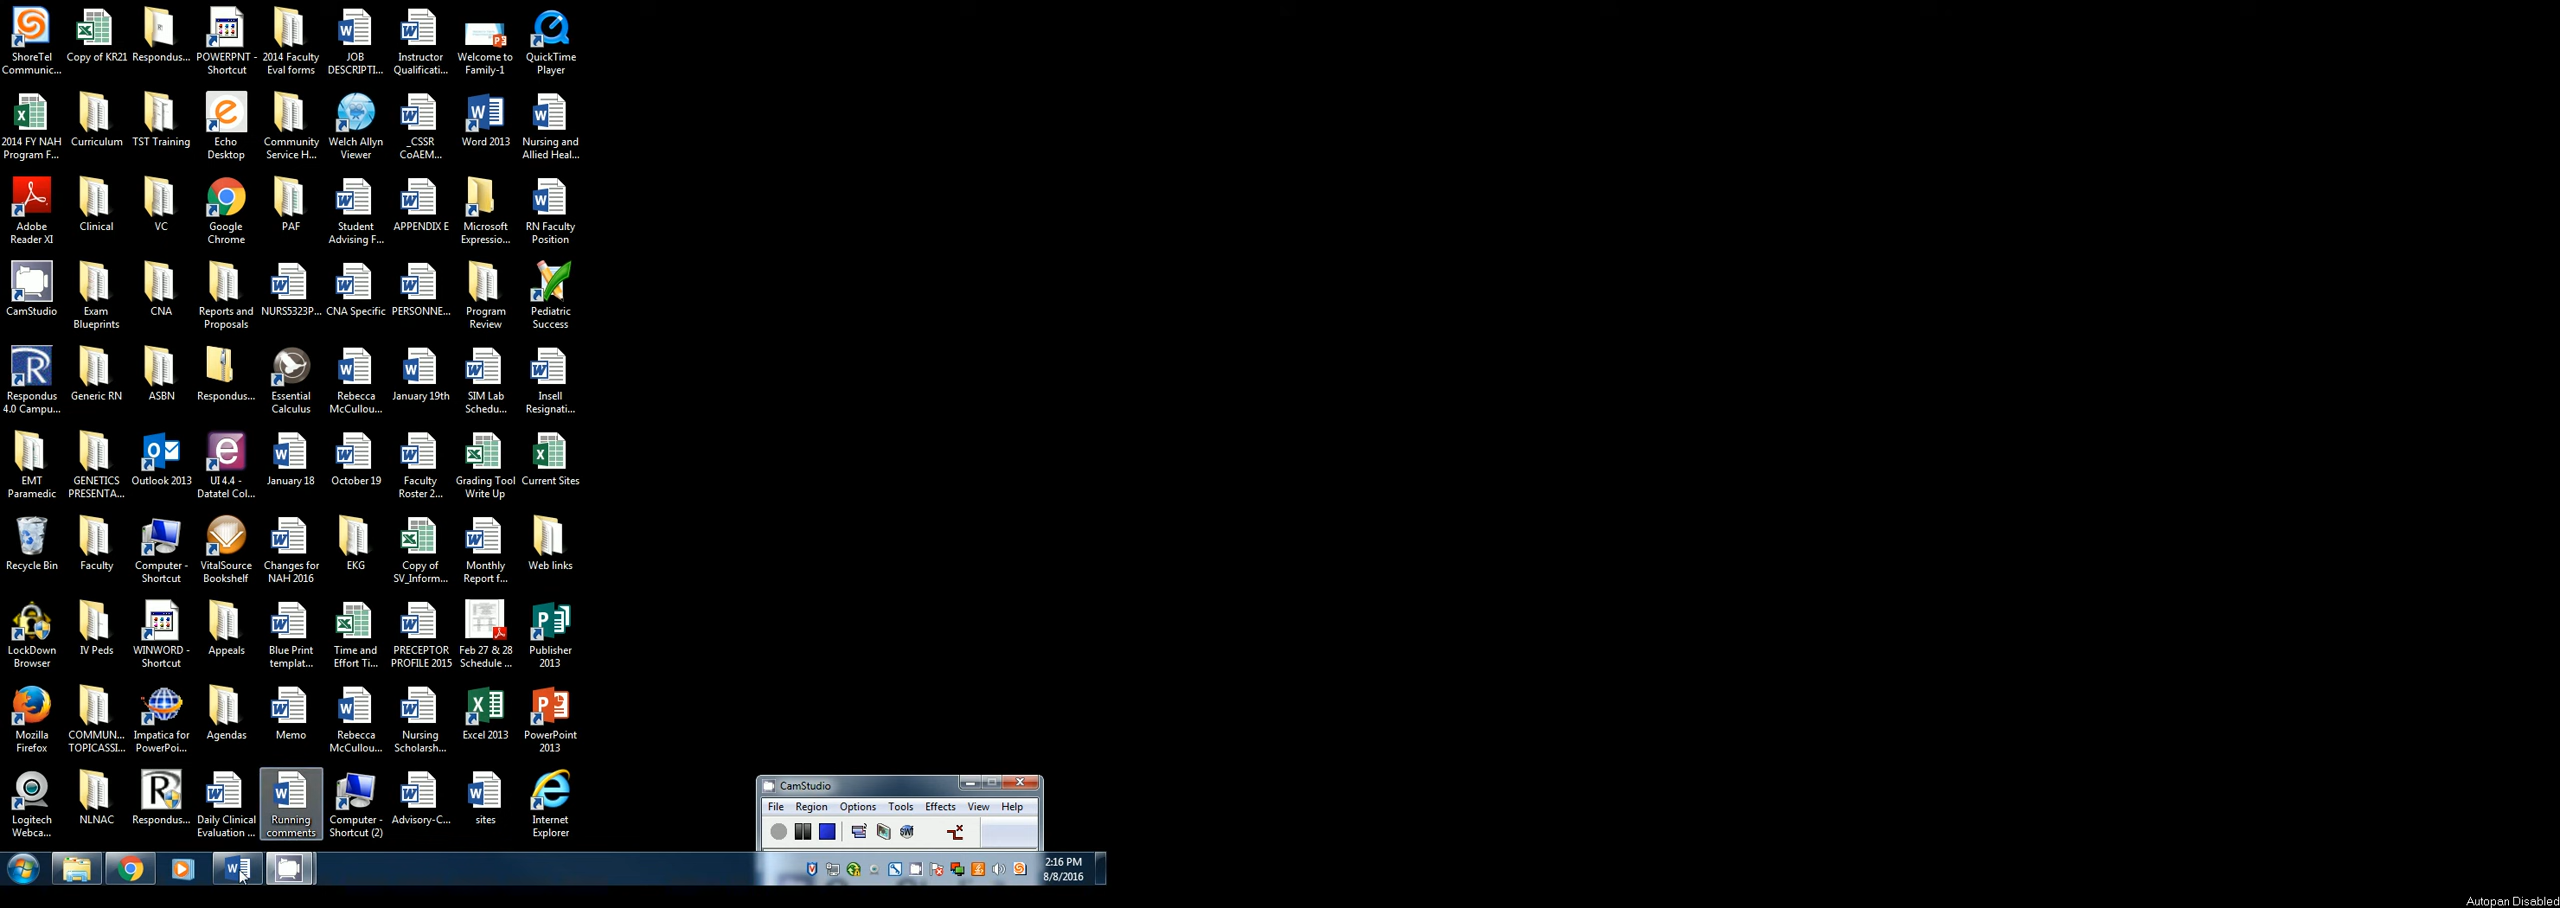 ShoreTel Communic...
Copy of KR21
Respondus...
POWERPNT - Shortcut
2014 Faculty Eval forms
JOB DESCRIPTI...
Instructor Qualificati...
Welcome to Family-1
QuickTime Player
2014 FY NAH Program F...
Curriculum
TST Training
Echo Desktop
Community Service H...
Welch Allyn Viewer
_CSSR CoAEM...
Word 2013
Nursing and Allied Heal...
Adobe Reader XI
Clinical
VC
Google Chrome
PAF
Student Advising F...
APPENDIX E
Microsoft Expressio...
RN Faculty Position
CamStudio
Exam Blueprints
CNA
Reports and Proposals
NURS5323P...
CNA Specific
PERSONNE...
Program Review
Pediatric Success
Respondus 4.0 Campu...
Generic RN
ASBN
Respondus...
Essential Calculus
Rebecca McCullou...
January 19th
SIM Lab Schedu...
Insell Resignati...
EMT Paramedic
GENETICS PRESENTA...
Outlook 2013
UI 4.4 - Datatel Col...
January 18
October 19
Faculty Roster 2...
Grading Tool Write Up
Current Sites
Recycle Bin
Faculty
Computer - Shortcut
VitalSource Bookshelf
Changes for NAH 2016
EKG
Copy of SV_Inform...
Monthly Report f...
Web links
LockDown Browser
IV Peds
WINWORD - Shortcut
Appeals
Blue Print templat...
Time and Effort Ti...
PRECEPTOR PROFILE 2015
Feb 27 & 28 Schedule ...
Publisher 2013
Mozilla Firefox
COMMUN... TOPICASSI...
Impatica for PowerPoi...
Agendas
Memo
Rebecca McCullou...
Nursing Scholarsh...
Excel 2013
PowerPoint 2013
Logitech Webca...
NLNAC
Respondus...
Daily Clinical Evaluation ...
Running comments
Computer - Shortcut (2)
Advisory-C...
sites
Internet Explorer
CamStudio
File Region Options Tools Effects View Help
2:16 PM
8/8/2016
Autopan Disabled